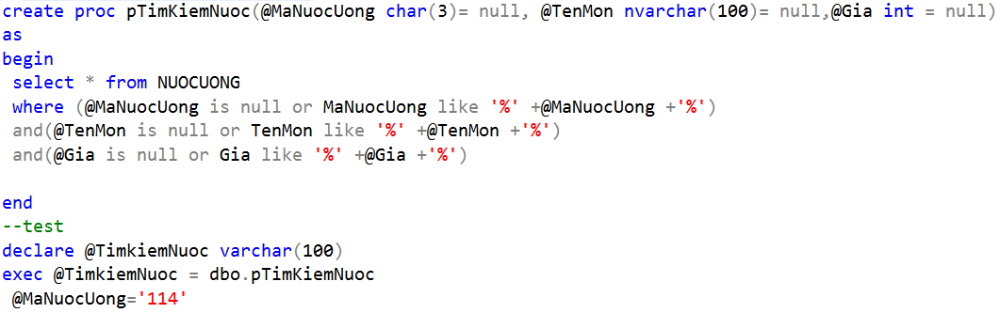 create proc pTimKiemNuoc(@MaNuocUong char(3)= null, @TenMon nvarchar(100)= null,@Gia int = null)
as
begin
 select * from NUOCUONG
 where (@MaNuocUong is null or MaNuocUong like '%' +@MaNuocUong +'%')
 and(@TenMon is null or TenMon like '%' +@TenMon +'%')
 and(@Gia is null or Gia like '%' +@Gia +'%')

end
--test
declare @TimkiemNuoc varchar(100)
exec @TimkiemNuoc = dbo.pTimKiemNuoc
 @MaNuocUong='114'